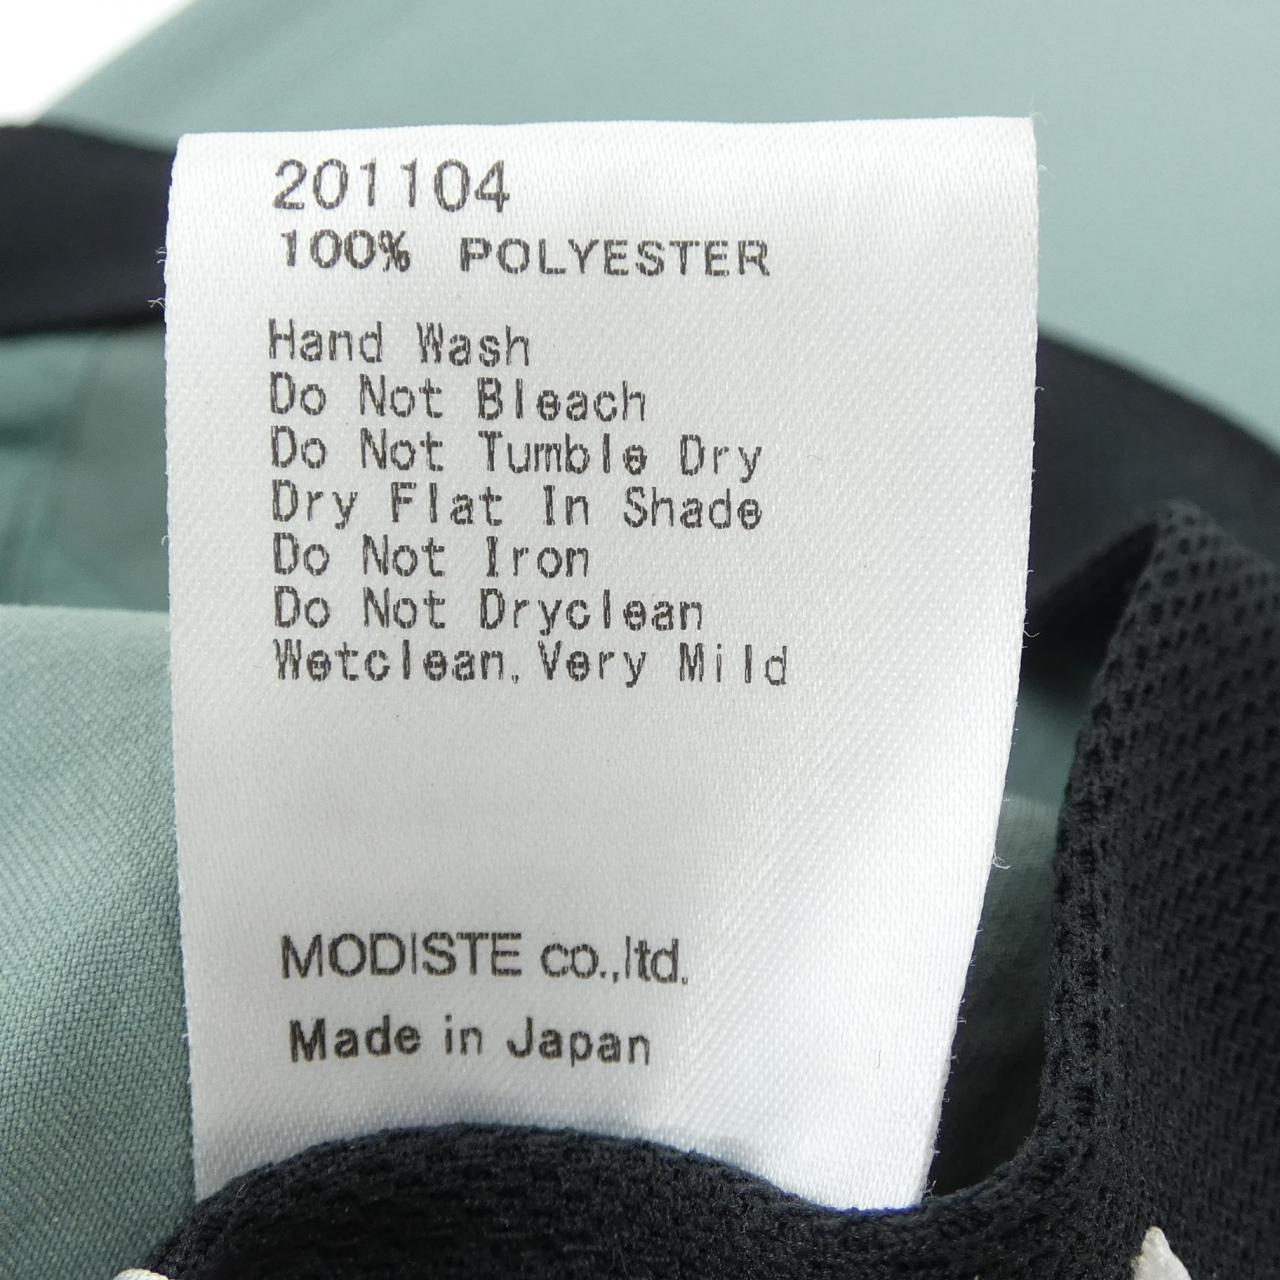 201104
100% POLYESTER
Hand Wash
Do Not Bleach
Do Not Tumble Dry
Dry Flat In Shade
Do Not Iron
Do Not Dryclean
Wetclean,Very Mild
MODISTE co.,ltd.
Made in Japan